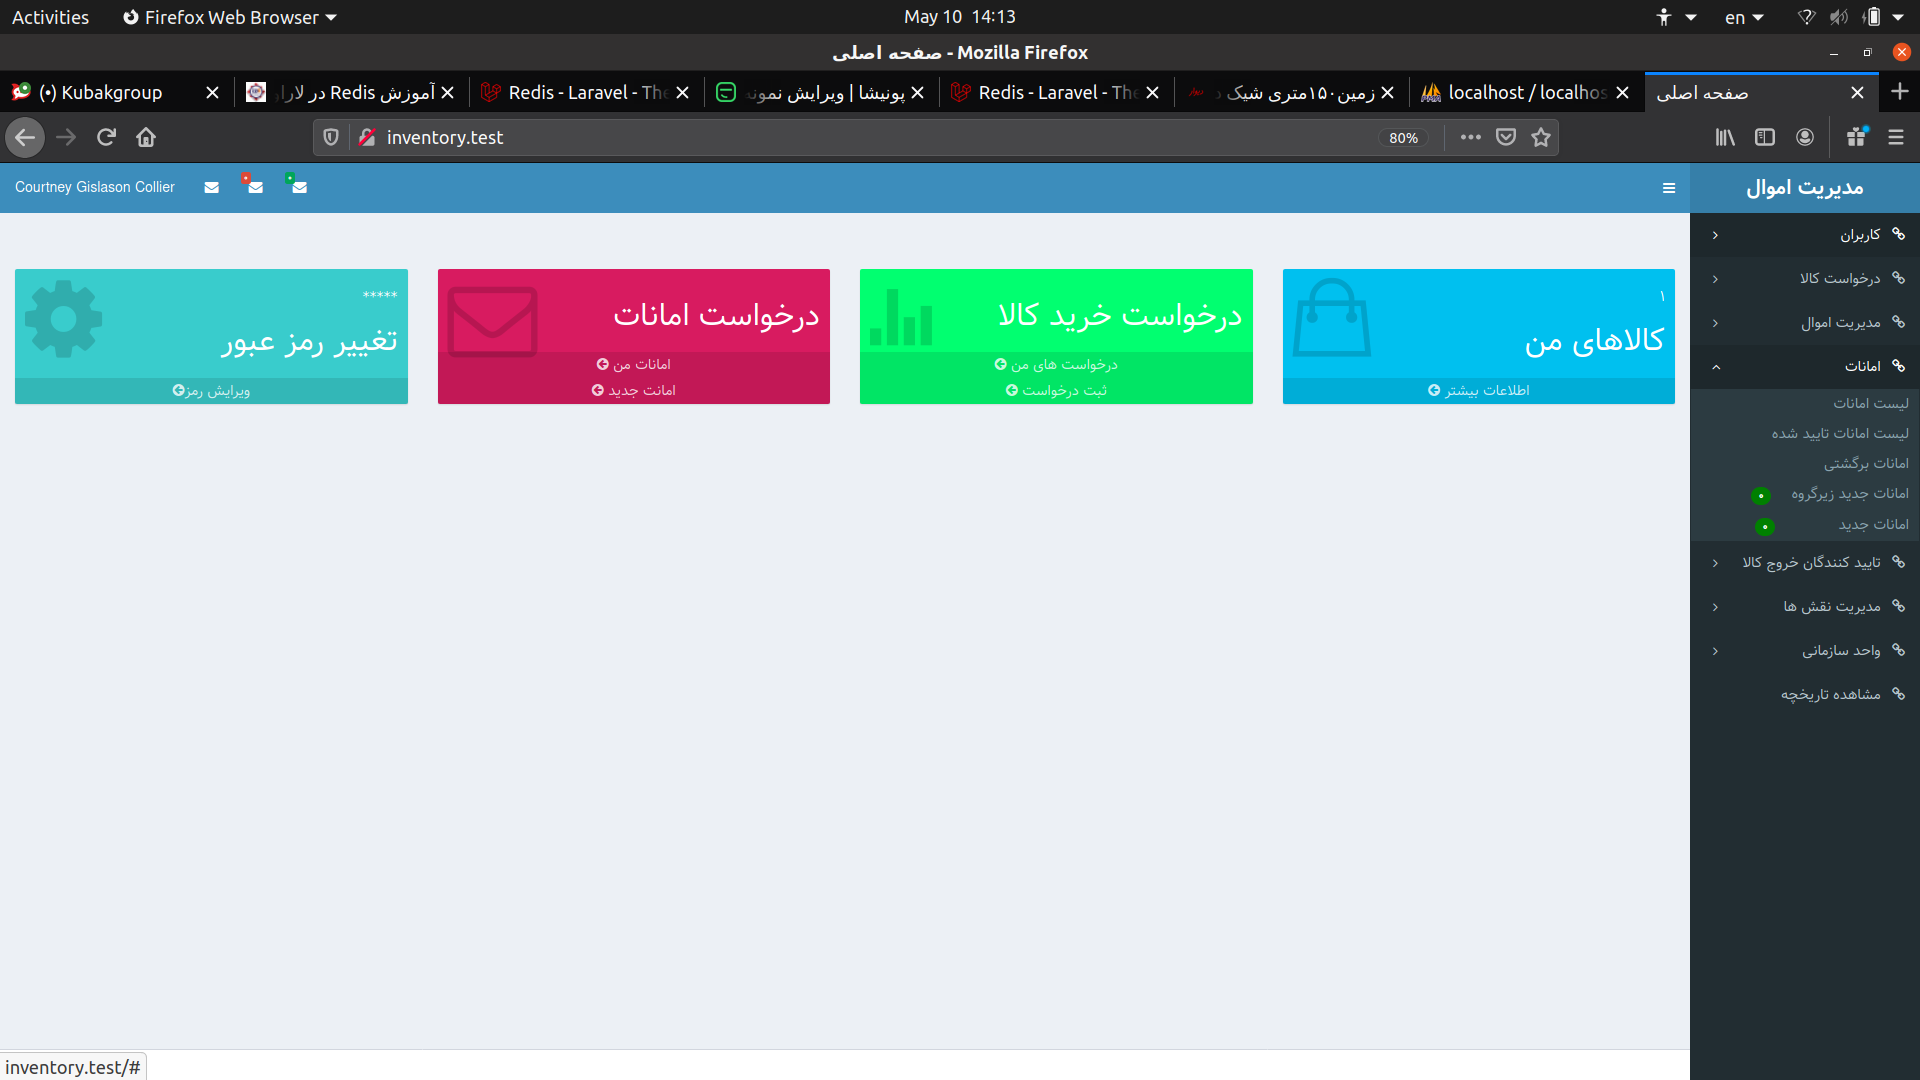 Activities
Firefox Web Browser
May 10 14:13
en
صفحه اصلی - Mozilla Firefox
(•) Kubakgroup
آموزش Redis در لارا
Redis - Laravel - The
پونیشا | ویرایش نمونه
Redis - Laravel - The
زمین۱۵۰متری شیک د
localhost / localhos
صفحه اصلی
inventory.test
80%
Courtney Gislason Collier
مدیریت اموال
کاربران
درخواست کالا
مدیریت اموال
امانات
لیست امانات
لیست امانات تایید شده
امانات برگشتی
امانات جدید زیرگروه
۰
امانات جدید
۰
تایید کنندگان خروج کالا
مدیریت نقش ها
واحد سازمانی
مشاهده تاریخچه
۱
کالاهای من
اطلاعات بیشتر
درخواست خرید کالا
درخواست های من
ثبت درخواست
درخواست امانات
امانات من
امانت جدید
*****
تغییر رمز عبور
ویرایش رمز
inventory.test/#